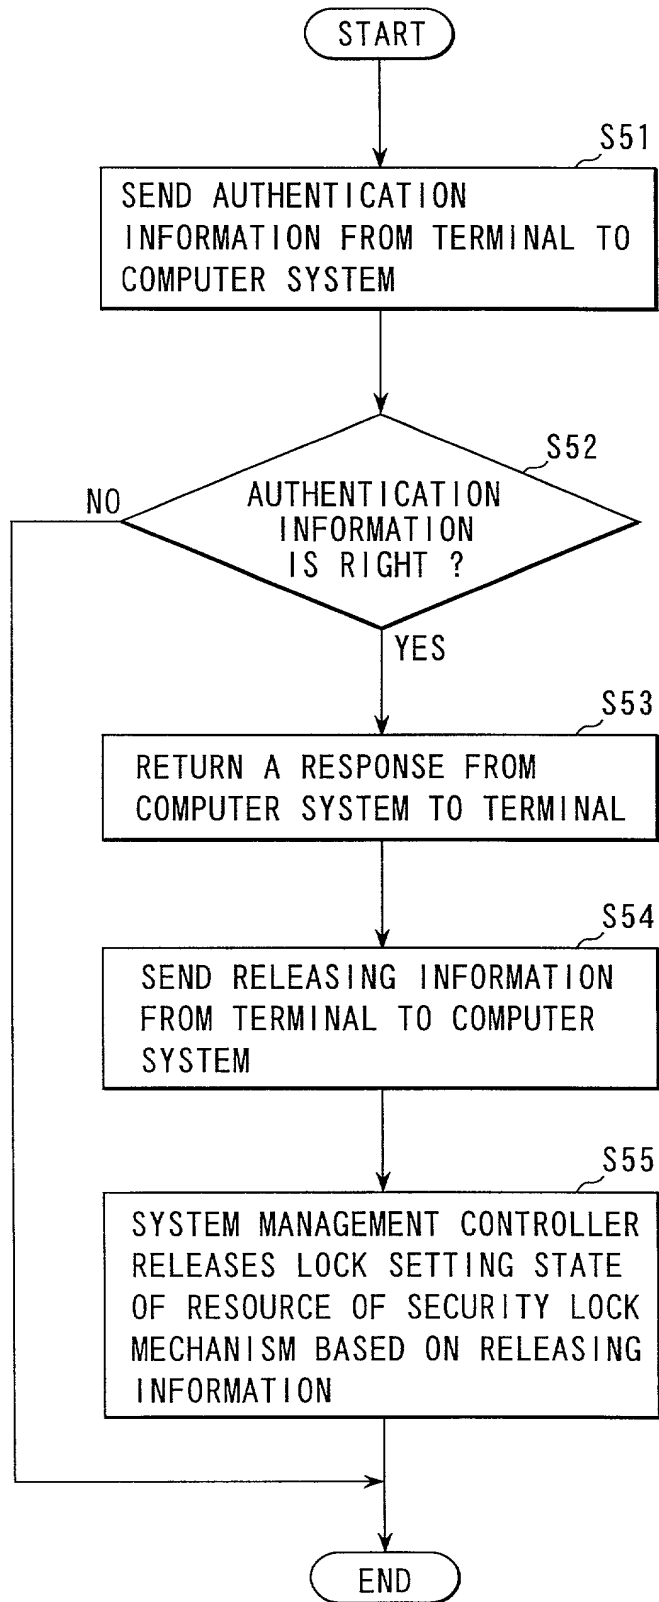 START
S51
SEND AUTHENTICATION
INFORMATION FROM TERMINAL TO
COMPUTER SYSTEM
S52
NO
AUTHENTICATION
INFORMATION
IS RIGHT ?
YES
S53
RETURN A RESPONSE FROM
COMPUTER SYSTEM TO TERMINAL
S54
SEND RELEASING INFORMATION
FROM TERMINAL TO COMPUTER
SYSTEM
S55
SYSTEM MANAGEMENT CONTROLLER
RELEASES LOCK SETTING STATE
OF RESOURCE OF SECURITY LOCK
MECHANISM BASED ON RELEASING
INFORMATION
END